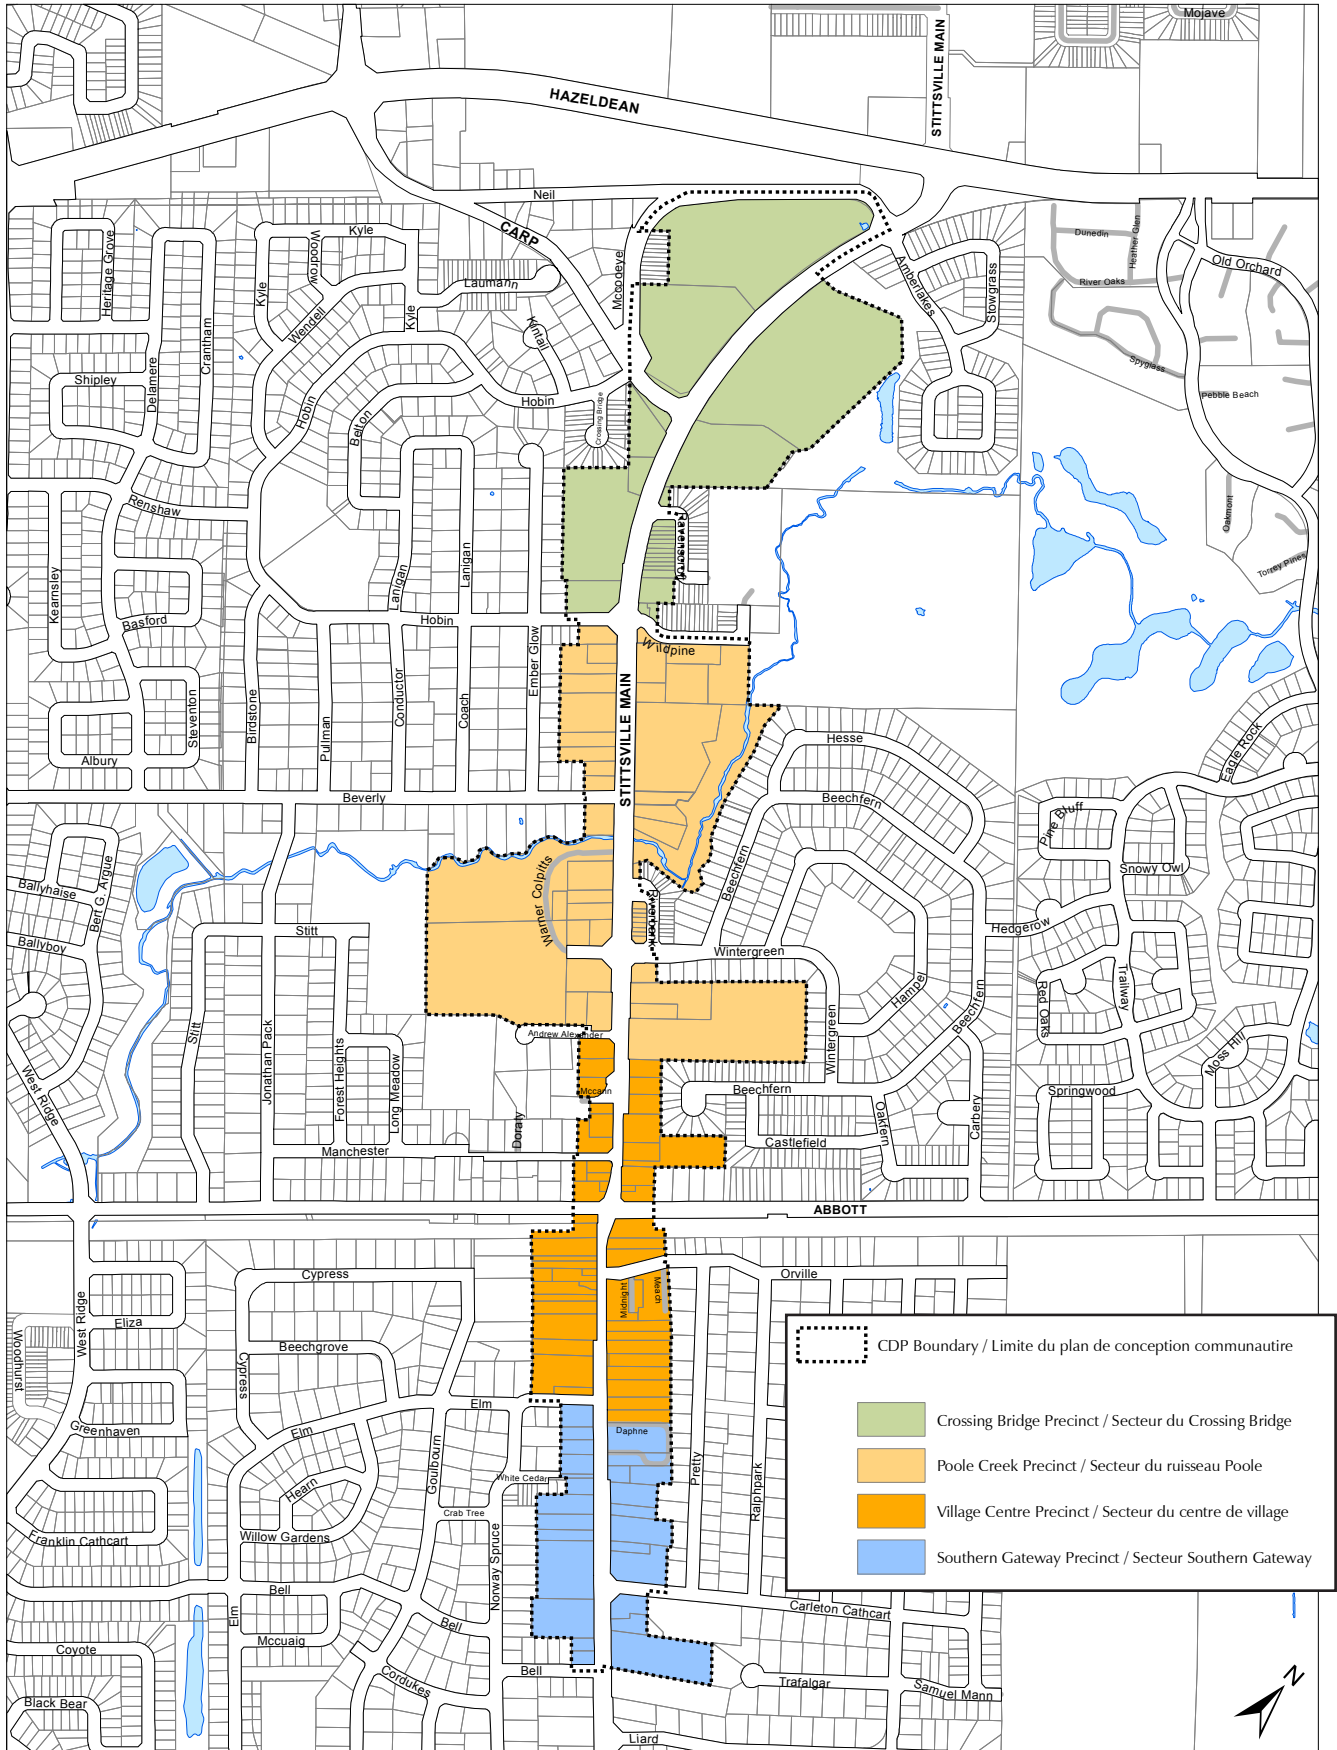 Mojave
STITTSVILLE MAIN
HAZELDEAN
Neil
CARP
Mccooeye
Kyle
Woodrow
Heritage Grove
Kyle
Laumann
Kyle
Wendell
Kintail
Crantham
Delamere
Shipley
Hobin
Hobin
Belton
Crossing Bridge
Amberlakes
Stowgrass
Dunedin
Heather Glen
River Oaks
Old Orchard
Spyglass
Pebble Beach
Oakmont
Torrey Pines
Renshaw
Kearnsley
Lanigan
Lanigan
Ravenscroft
Basford
Hobin
Ember Glow
Wildpine
Steventon
Birdstone
Pullman
Conductor
Coach
STITTSVILLE MAIN
Albury
Beverly
Hesse
Beechfern
Eagle Rock
Pine Bluff
Snowy Owl
Ballyhaise
Bert G. Argue
Ballyboy
Warner Colpitts
Riverbank
Beechfern
Hedgerow
Stitt
Wintergreen
Hamper
Beechfern
Red Oaks
Trailway
Moss Hill
Stitt
Jonathan Pack
Forest Heights
Long Meadow
Andrew Alexander
Mccann
Wintergreen
West Ridge
Beechfern
Springwood
Doraly
Manchester
Castlefield
Oakfern
Carbery
ABBOTT
Cypress
Orville
Midnight
Meach
West Ridge
Eliza
Woodhurst
Beechgrove
Cypress
Greenhaven
Elm
Elm
Daphne
Pretty
Ralphpark
Goulbourn
White Cedar
Hearn
Crab Tree
Franklin Cathcart
Willow Gardens
Norway Spruce
Bell
Elm
Bell
Carleton Cathcart
Mccuaig
Coyote
Cordukes
Bell
Trafalgar
Samuel Mann
Black Bear
Liard
N
CDP Boundary / Limite du plan de conception communautire
Crossing Bridge Precinct / Secteur du Crossing Bridge
Poole Creek Precinct / Secteur du ruisseau Poole
Village Centre Precinct / Secteur du centre de village
Southern Gateway Precinct / Secteur Southern Gateway